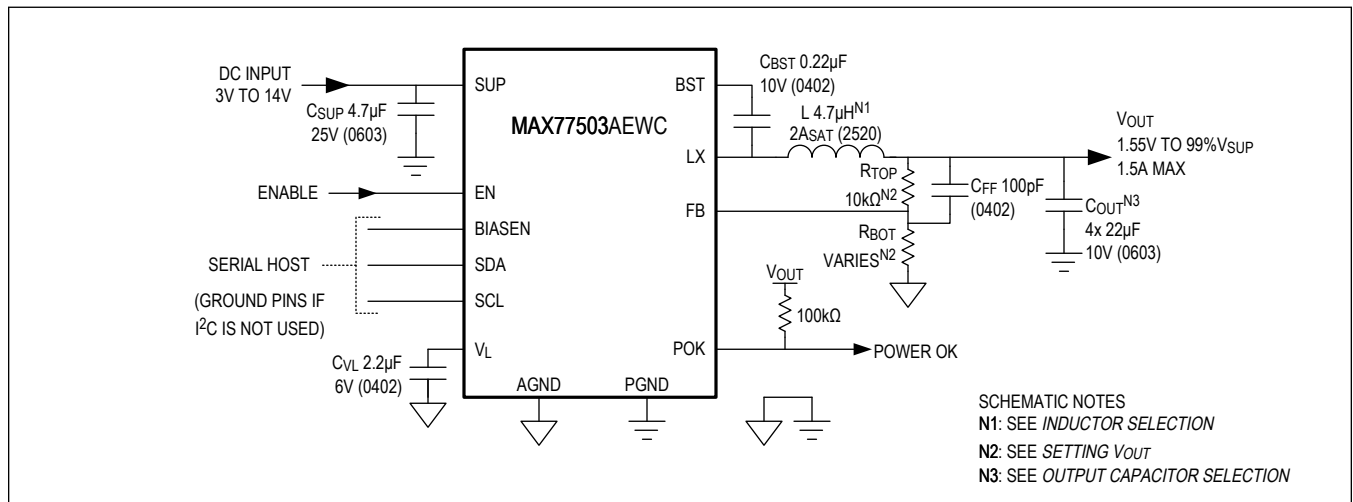 DC INPUT
3V TO 14V
CSUP 4.7µF
25V (0603)
ENABLE
SERIAL HOST
(GROUND PINS IF
I2C IS NOT USED)
CVL 2.2µF
6V (0402)
SUP
EN
BIASEN
SDA
SCL
VL
MAX77503AEWC
AGND
PGND
BST
LX
FB
POK
CBST 0.22µF
10V (0402)
L 4.7µHN1
2ASAT (2520)
RTOP
10kΩN2
CFF 100pF
(0402)
RBOT
VARIESN2
VOUT
1.55V TO 99%VSUP
1.5A MAX
COUTN3
4x 22µF
10V (0603)
VOUT
100kΩ
POWER OK
SCHEMATIC NOTES
N1: SEE INDUCTOR SELECTION
N2: SEE SETTING VOUT
N3: SEE OUTPUT CAPACITOR SELECTION